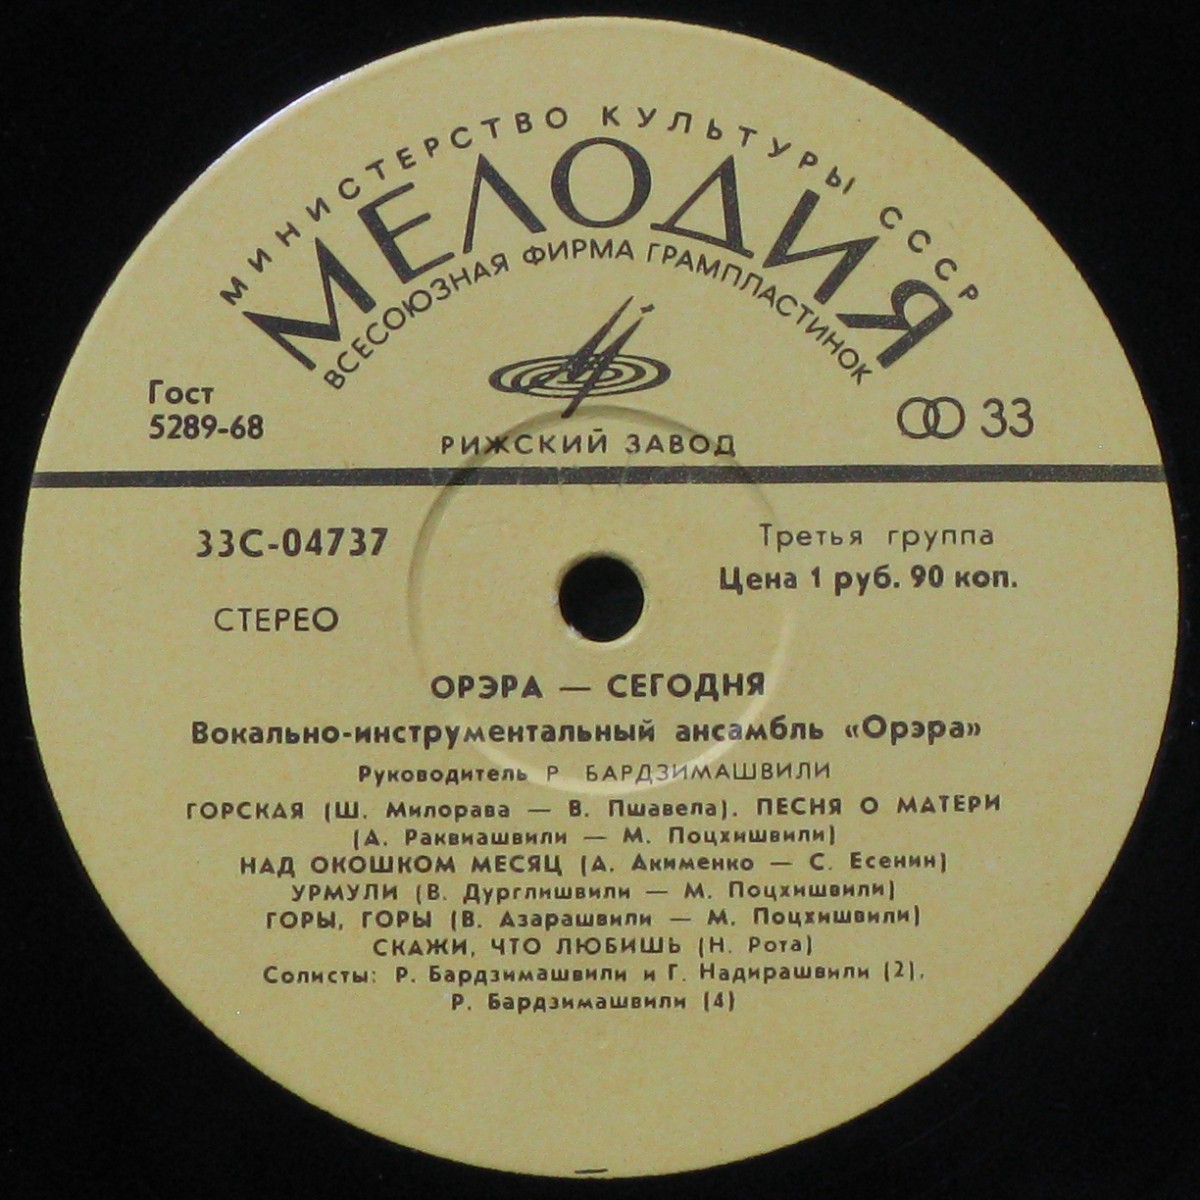 МИНИСТЕРСТВО КУЛЬТУРЫ СССР
МЕЛОДИЯ
ВСЕСОЮЗНАЯ ФИРМА ГРАМПЛАСТИНОК
Гост
5289-68
33
РИЖСКИЙ ЗАВОД
33С-04737
Третья группа
Цена 1 руб. 90 коп.
СТЕРЕО
ОРЭРА — СЕГОДНЯ
Вокально-инструментальный ансамбль «Орэра»
Руководитель Р БАРДЗИМАШВИЛИ
ГОРСКАЯ (Ш. Милорава — В. Пшавела). ПЕСНЯ О МАТЕРИ
(А. Раквиашвили — М. Поцхишвили)
НАД ОКОШКОМ МЕСЯЦ (А. Акименко — С. Есенин)
УРМУЛИ (В. Дурглишвили — М. Поцхишвили)
ГОРЫ, ГОРЫ (В. Азарашвили — М. Поцхишвили)
СКАЖИ, ЧТО ЛЮБИШЬ (Н. Рота)
Солисты: Р. Бардзимашвили и Г. Надирашвили (2),
Р. Бардзимашвили (4)